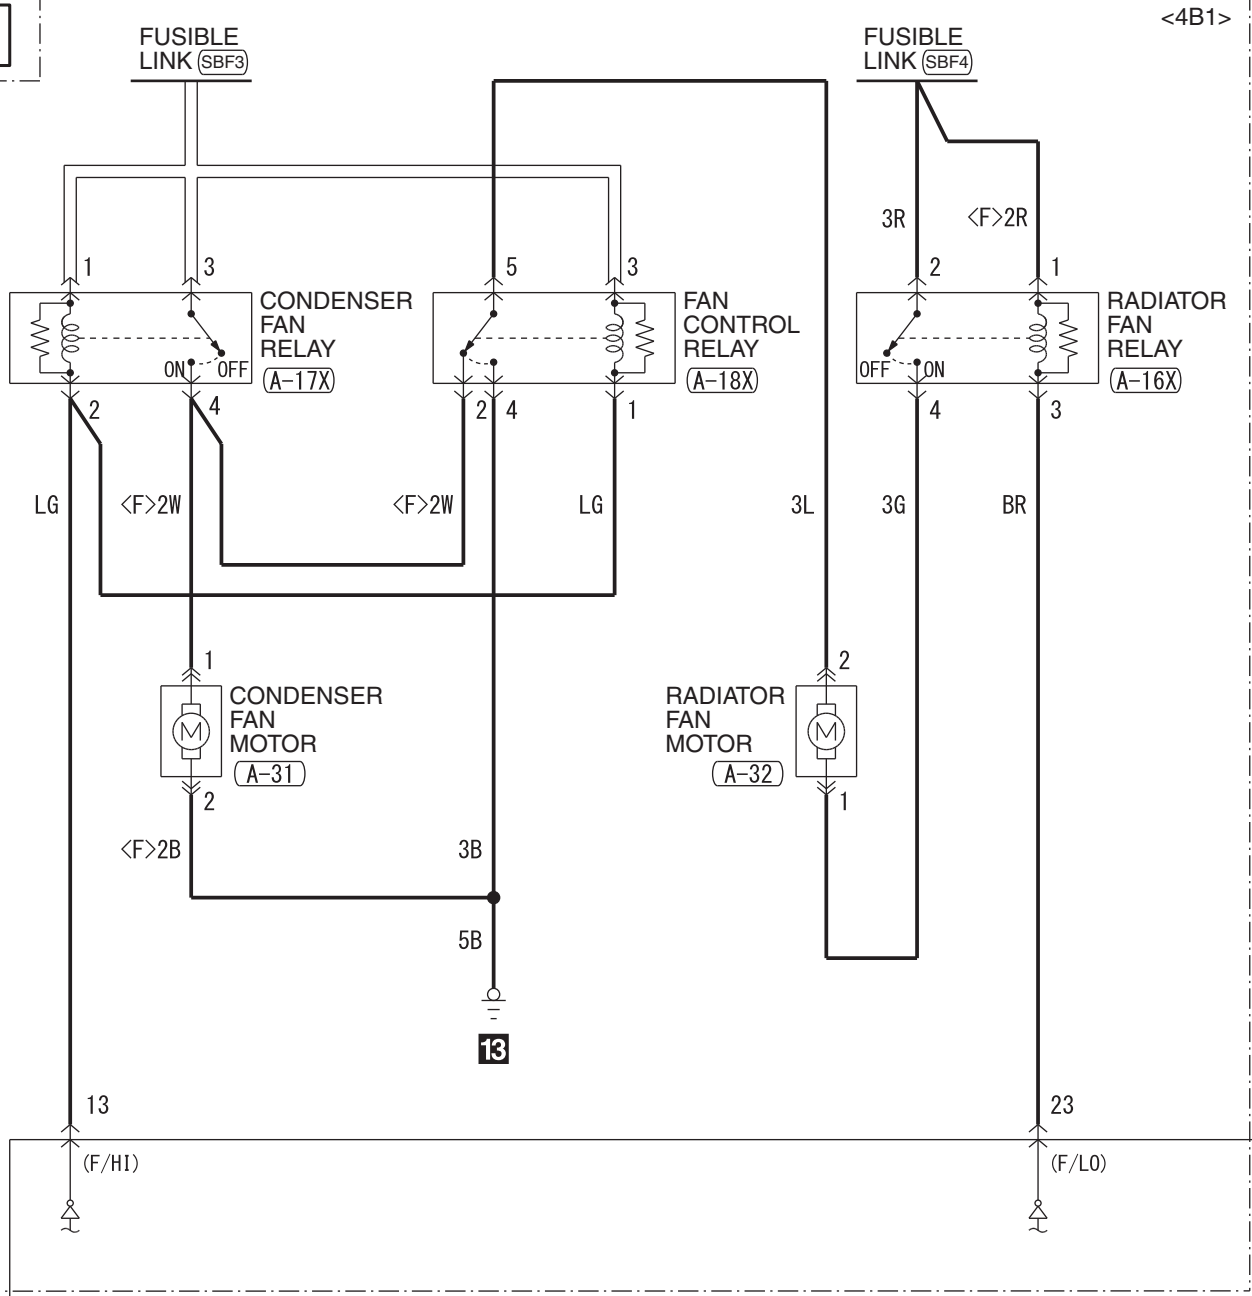 <4B1>
FUSIBLE
LINK SBF3
FUSIBLE
LINK SBF4
3R
<F>2R
1
3
5
3
2
1
CONDENSER
FAN
RELAY
A-17X
ON
OFF
FAN
CONTROL
RELAY
A-18X
OFF
ON
RADIATOR
FAN
RELAY
A-16X
2
4
2
4
1
4
3
LG
<F>2W
<F>2W
LG
3L
3G
BR
1
CONDENSER
FAN
MOTOR
A-31
M
2
2
RADIATOR
FAN
MOTOR
A-32
M
1
<F>2B
3B
5B
13
13
(F/HI)
23
(F/LO)